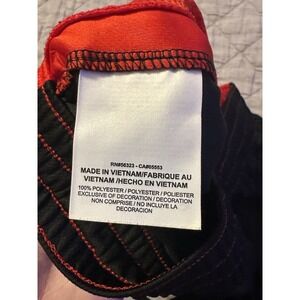 RN#56323 - CA#05553
MADE IN VIETNAM/FABRIQUE AU
VIETNAM /HECHO EN VIETNAM
100% POLYESTER / POLYESTER / POLIESTER
EXCLUSIVE OF DECORATION / DECORATION
NON COMPRISE / NO INCLUYE LA
DECORACION